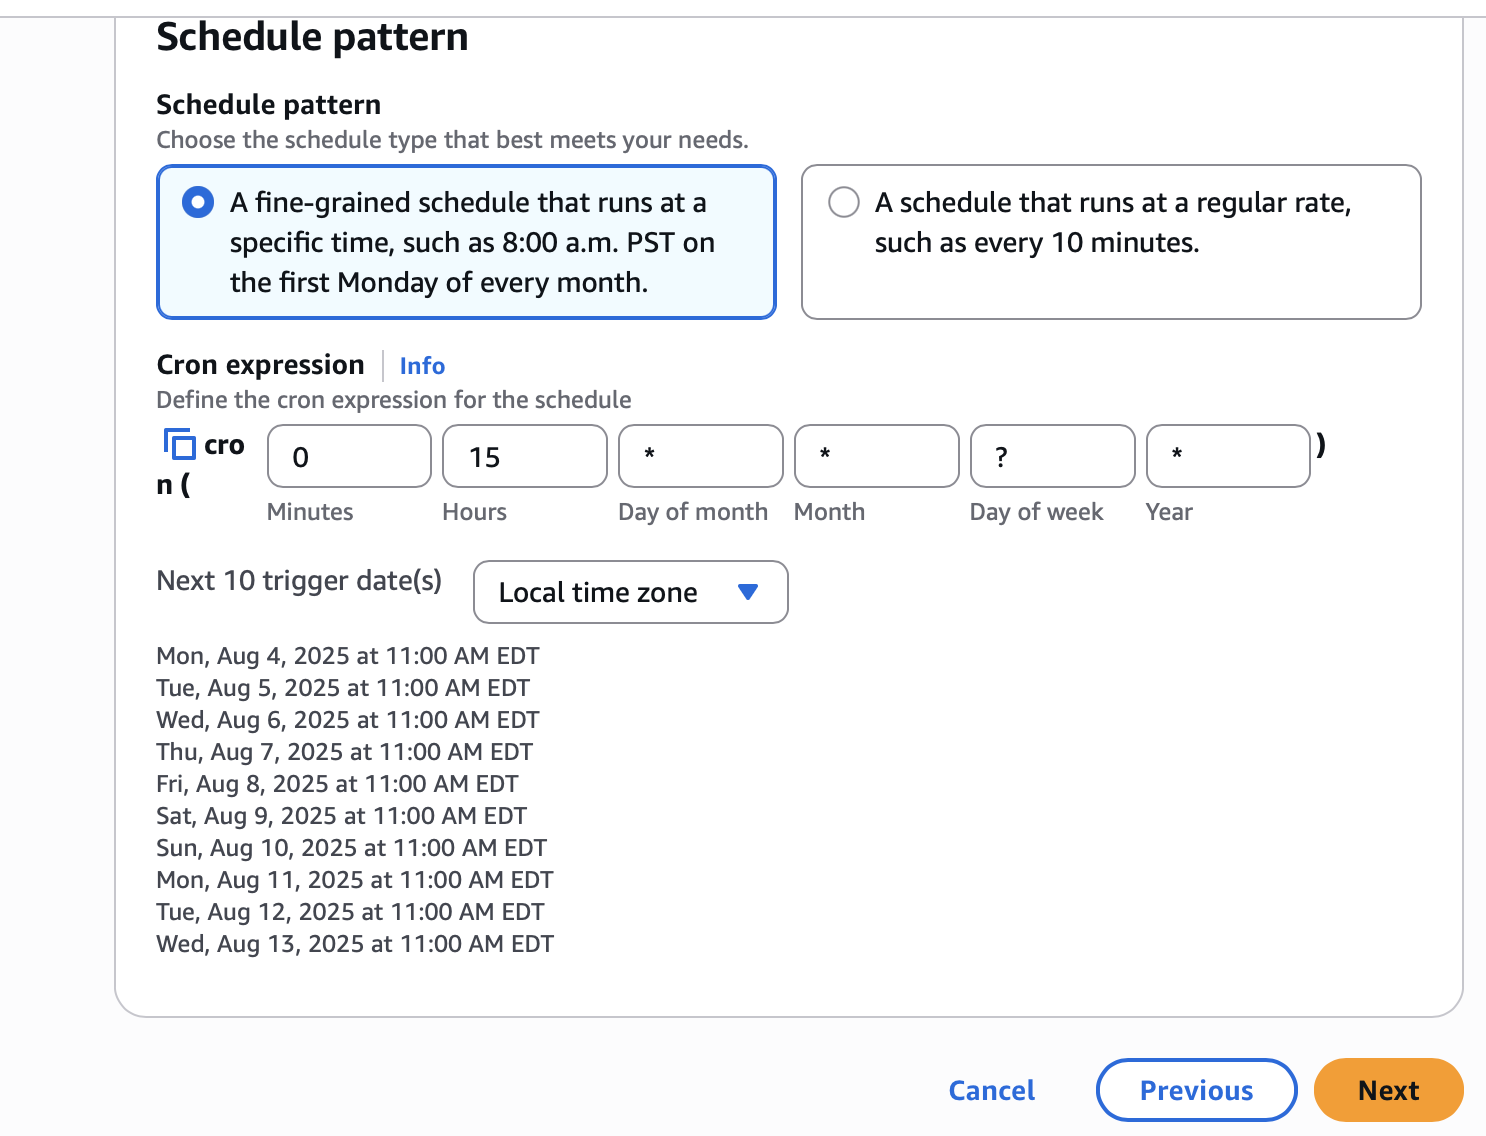 Schedule pattern
Schedule pattern
Choose the schedule type that best meets your needs.
A fine-grained schedule that runs at a
specific time, such as 8:00 a.m. PST on
the first Monday of every month.
A schedule that runs at a regular rate,
such as every 10 minutes.
Cron expression Info
Define the cron expression for the schedule
cro
n (
0 15 * * ? * )
Minutes Hours Day of month Month Day of week Year
Next 10 trigger date(s) Local time zone
Mon, Aug 4, 2025 at 11:00 AM EDT
Tue, Aug 5, 2025 at 11:00 AM EDT
Wed, Aug 6, 2025 at 11:00 AM EDT
Thu, Aug 7, 2025 at 11:00 AM EDT
Fri, Aug 8, 2025 at 11:00 AM EDT
Sat, Aug 9, 2025 at 11:00 AM EDT
Sun, Aug 10, 2025 at 11:00 AM EDT
Mon, Aug 11, 2025 at 11:00 AM EDT
Tue, Aug 12, 2025 at 11:00 AM EDT
Wed, Aug 13, 2025 at 11:00 AM EDT
Cancel Previous Next